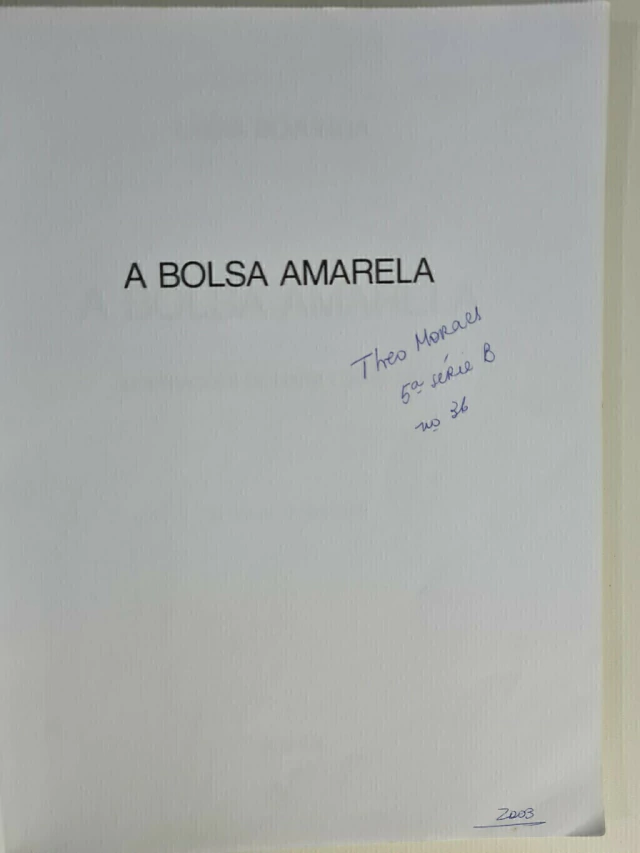 A BOLSA AMARELA
Theo Moraes
5ª série B
nº 36
2003